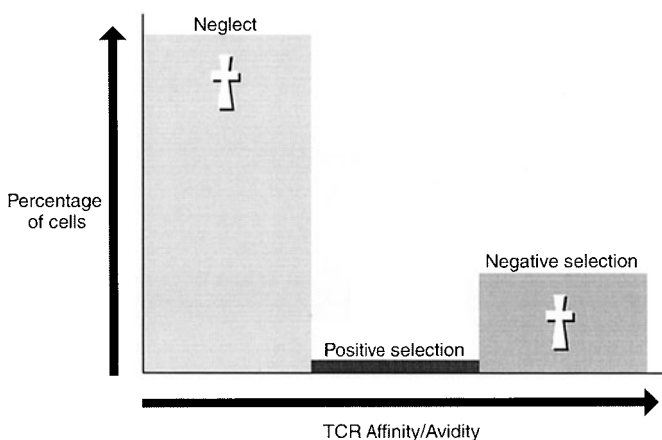 Neglect
Percentage
of cells
Negative selection
Positive selection
TCR Affinity/Avidity